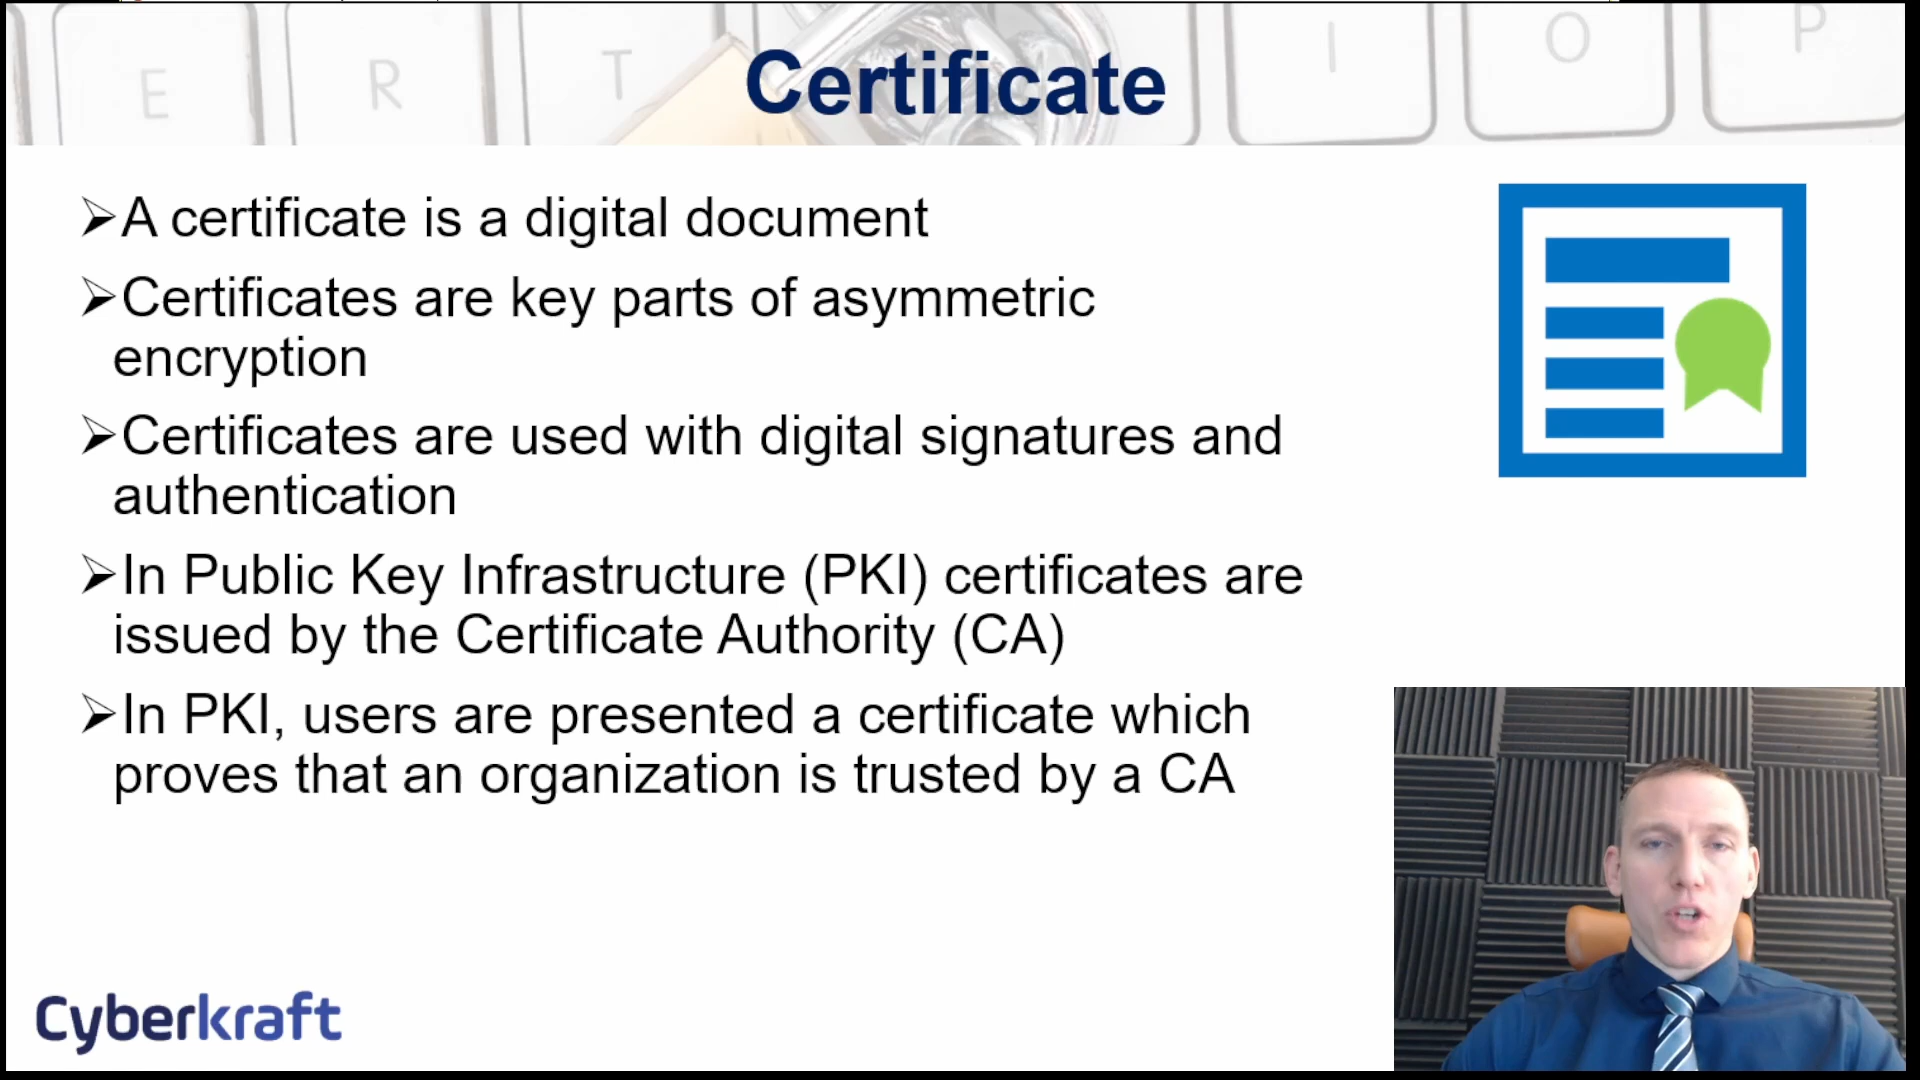 E R T I O P
Certificate
➢A certificate is a digital document
➢Certificates are key parts of asymmetric
encryption
➢Certificates are used with digital signatures and
authentication
➢In Public Key Infrastructure (PKI) certificates are
issued by the Certificate Authority (CA)
➢In PKI, users are presented a certificate which
proves that an organization is trusted by a CA
Cyberkraft